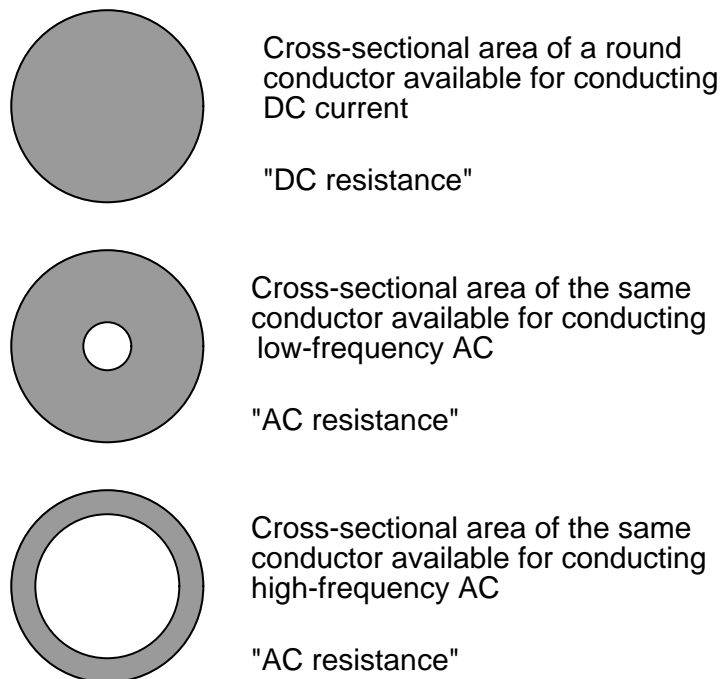 Cross-sectional area of a round
conductor available for conducting
DC current
"DC resistance"
Cross-sectional area of the same
conductor available for conducting
low-frequency AC
"AC resistance"
Cross-sectional area of the same
conductor available for conducting
high-frequency AC
"AC resistance"